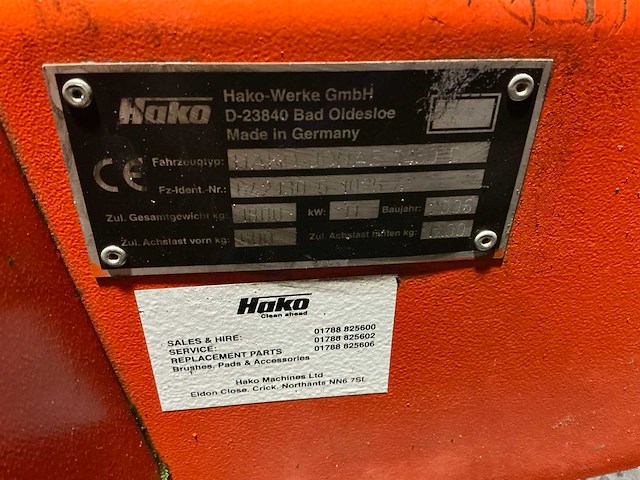 Hako
Hako-Werke GmbH
D-23840 Bad Oldesloe
Made in Germany
CE
Fahrzeugtyp:
Fz-Ident.-Nr.:
Zul. Gesamtgewicht kg: kW: Baujahr:
Zul. Achslast vorn kg: Zul. Achslast hinten kg:
Hako
Clean ahead
SALES & HIRE: 01788 825600
SERVICE: 01788 825602
REPLACEMENT PARTS 01788 825606
Brushes, Pads & Accessories
Hako Machines Ltd
Eldon Close, Crick, Northants NN6 7SL